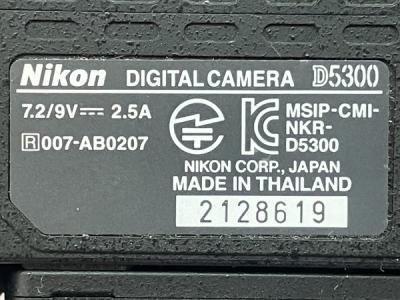 Nikon DIGITAL CAMERA D5300
7.2/9V⎓ 2.5A
R 007-AB0207
MSIP-CMI-
NKR-
D5300
NIKON CORP., JAPAN
MADE IN THAILAND
2128619